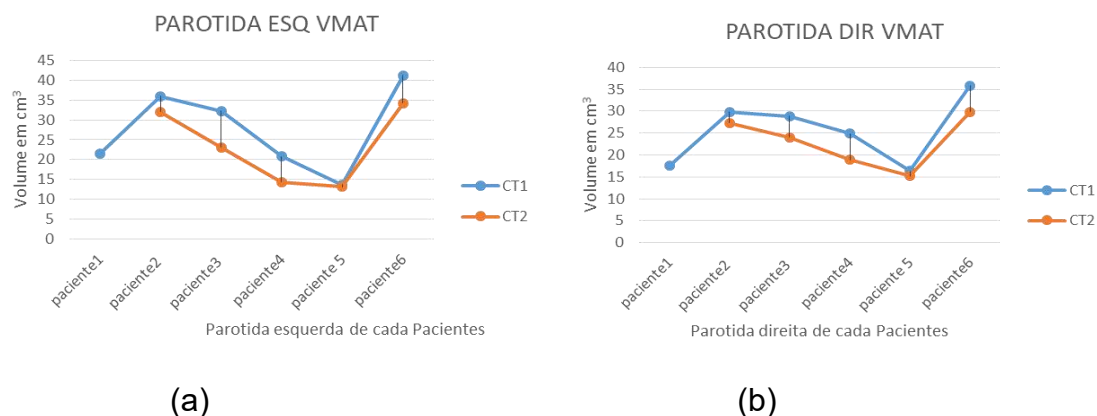 PAROTIDA ESQ VMAT
Volume em cm³
45
40
35
30
25
20
15
10
5
0
paciente1
paciente2
paciente3
paciente4
paciente 5
paciente6
CT1
CT2
Parotida esquerda de cada Pacientes
(a)
PAROTIDA DIR VMAT
Volume em cm³
40
35
30
25
20
15
10
5
0
paciente1
paciente2
paciente3
paciente4
paciente 5
paciente6
CT1
CT2
Parotida direita de cada Pacientes
(b)